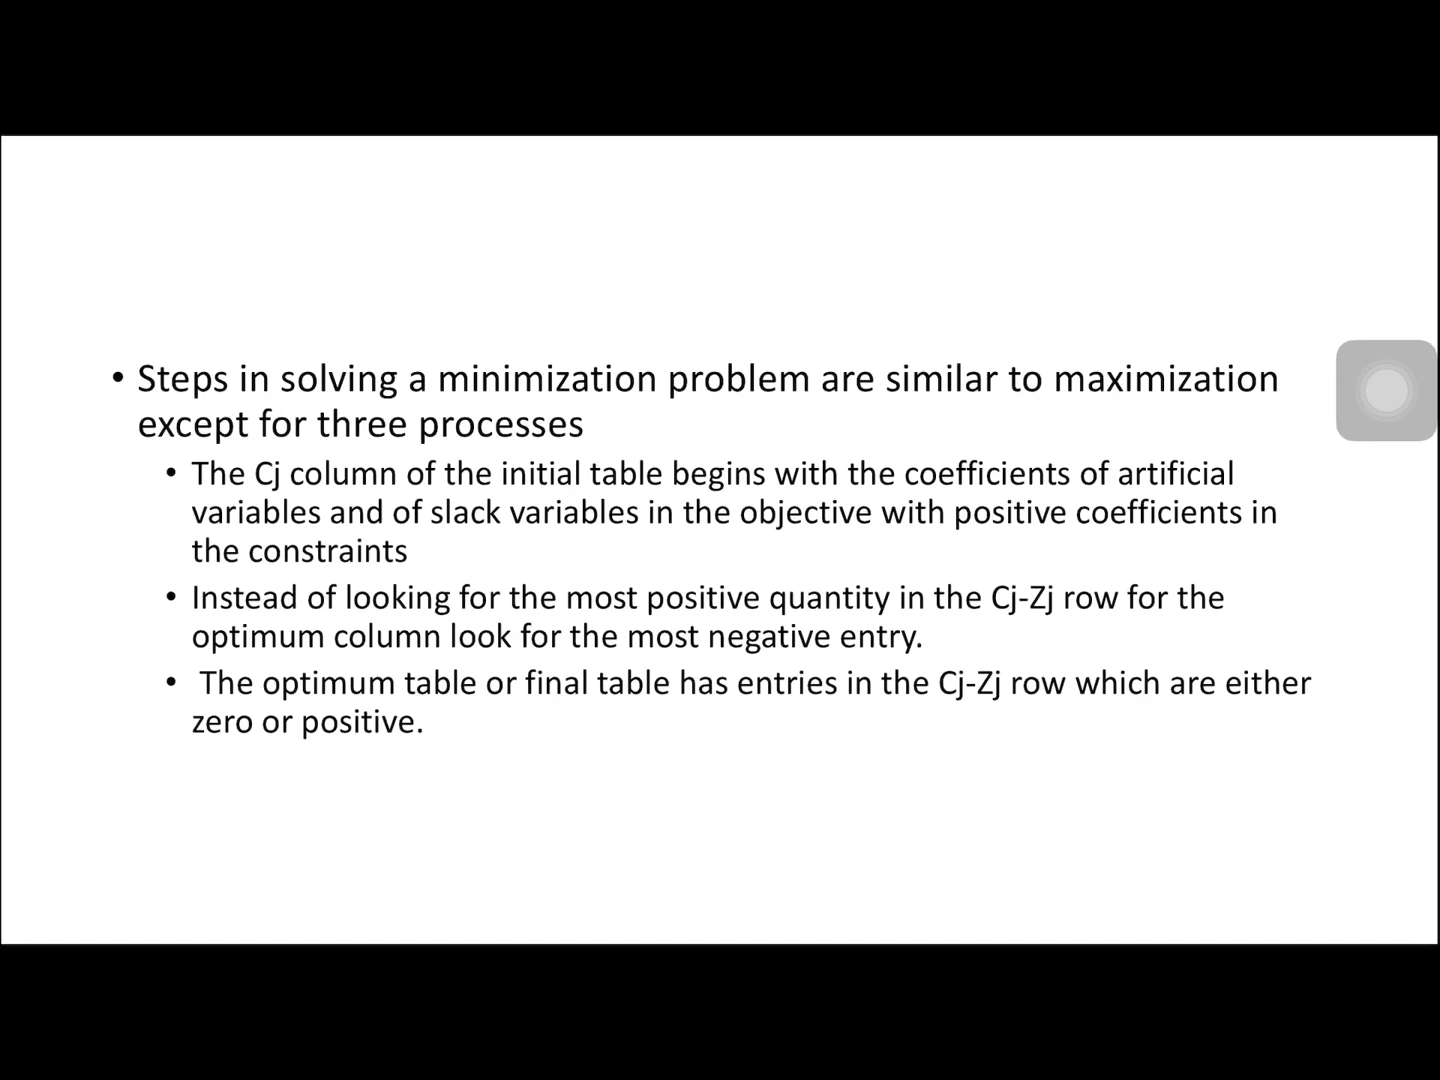 • Steps in solving a minimization problem are similar to maximization
except for three processes
• The Cj column of the initial table begins with the coefficients of artificial
variables and of slack variables in the objective with positive coefficients in
the constraints
• Instead of looking for the most positive quantity in the Cj-Zj row for the
optimum column look for the most negative entry.
• The optimum table or final table has entries in the Cj-Zj row which are either
zero or positive.